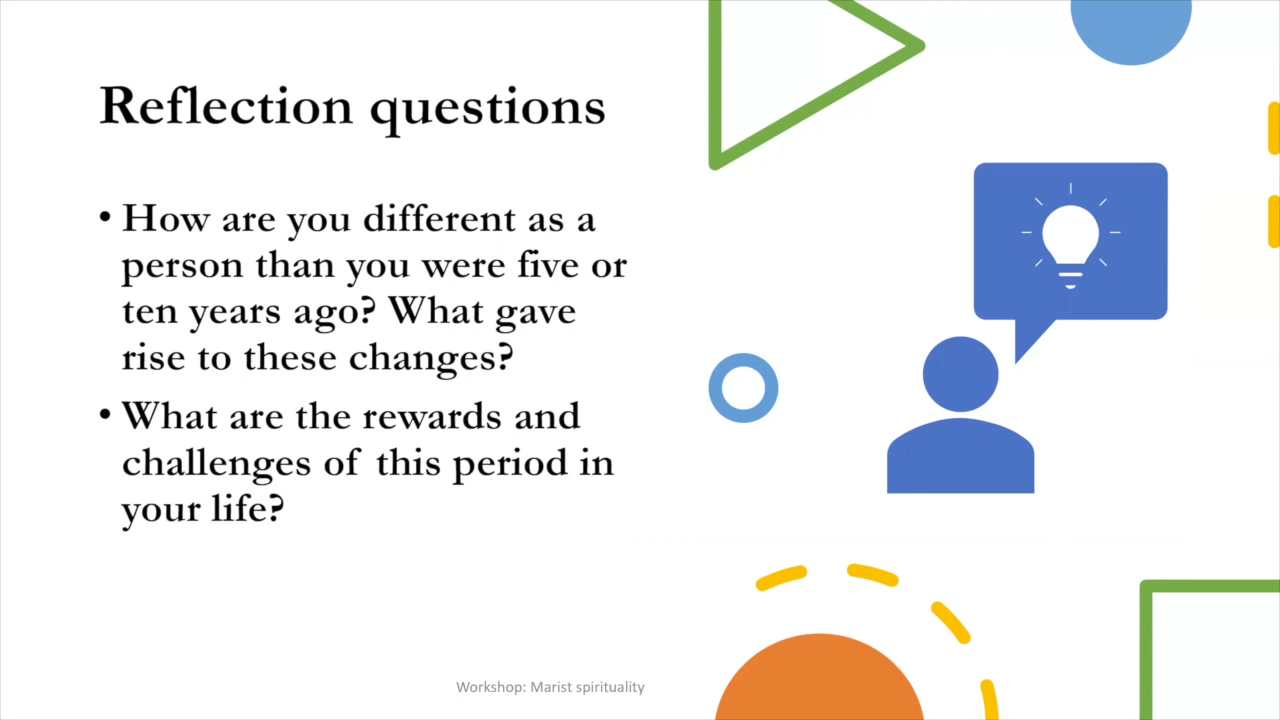 Reflection questions
• How are you different as a
person than you were five or
ten years ago? What gave
rise to these changes?
• What are the rewards and
challenges of this period in
your life?
Workshop: Marist spirituality